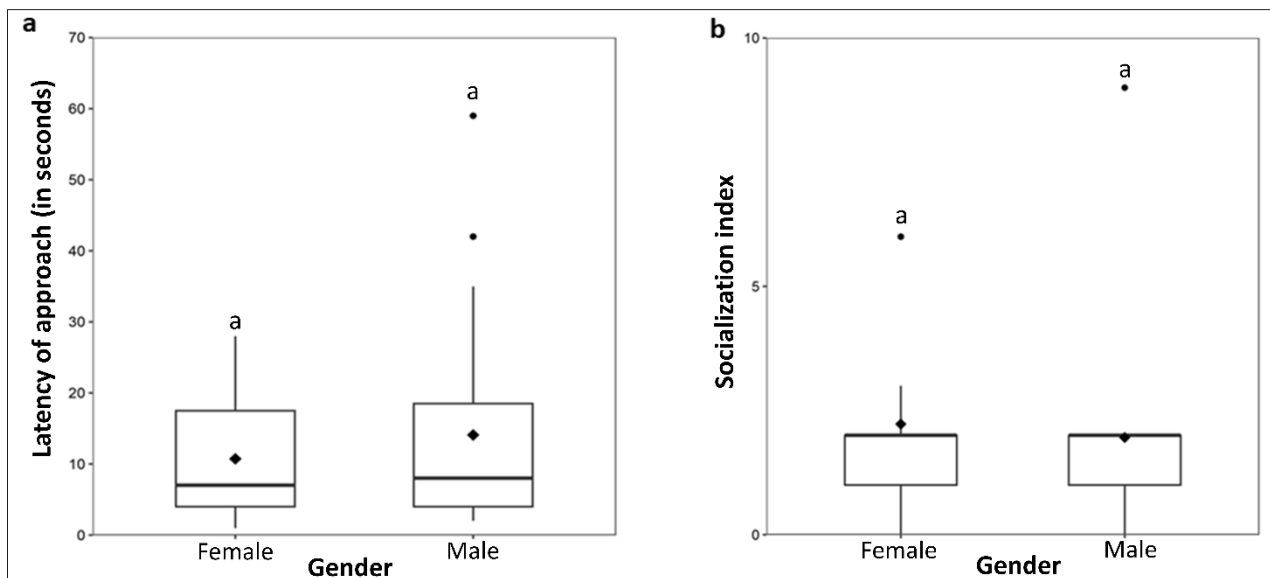 a
Latency of approach (in seconds)
70
60
50
40
30
20
10
0
a
a
Female
Male
Gender
b
Socialization index
10
5
0
a
a
Female
Male
Gender